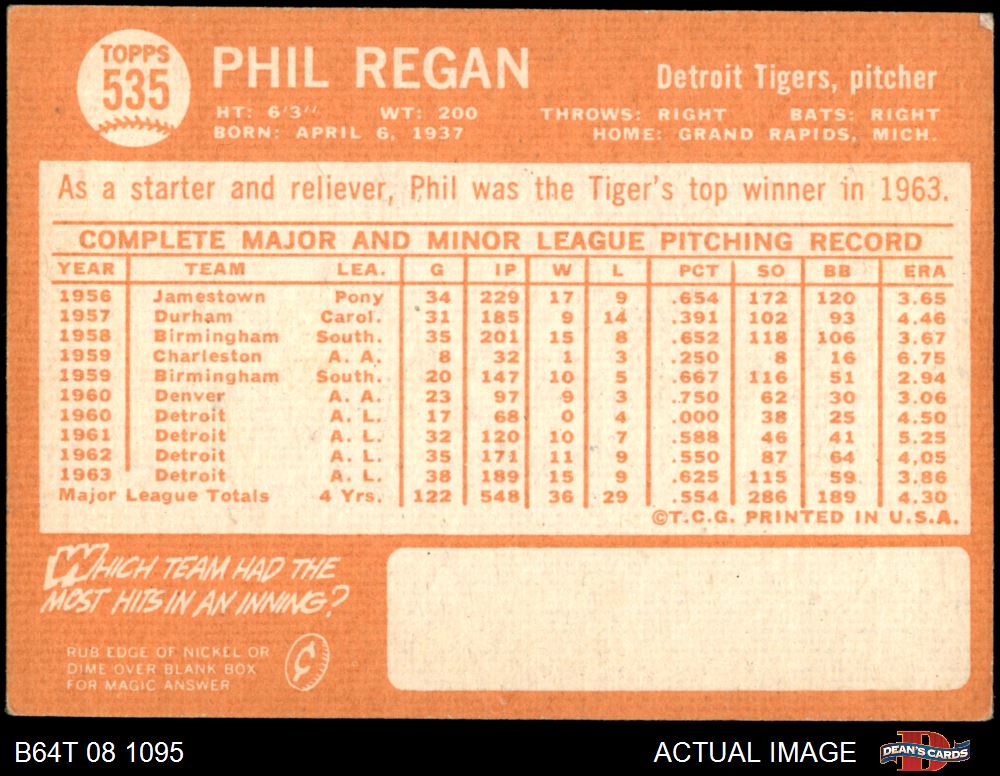 TOPPS
535
PHIL REGAN
Detroit Tigers, pitcher
HT: 6'3'' WT: 200 THROWS: RIGHT BATS: RIGHT
BORN: APRIL 6, 1937 HOME: GRAND RAPIDS, MICH.
As a starter and reliever, Phil was the Tiger's top winner in 1963.
COMPLETE MAJOR AND MINOR LEAGUE PITCHING RECORD
YEAR TEAM LEA. G IP W L PCT SO BB ERA
1956 Jamestown Pony 34 229 17 9 .654 172 120 3.65
1957 Durham Carol. 31 185 9 14 .391 102 93 4.46
1958 Birmingham South. 35 201 15 8 .652 118 106 3.67
1959 Charleston A. A. 8 32 1 3 .250 8 16 6.75
1959 Birmingham South. 20 147 10 5 .667 116 51 2.94
1960 Denver A. A. 23 97 9 3 .750 62 30 3.06
1960 Detroit A. L. 17 68 0 4 .000 38 25 4.50
1961 Detroit A. L. 32 120 10 7 .588 46 41 5.25
1962 Detroit A. L. 35 171 11 9 .550 87 64 4.05
1963 Detroit A. L. 38 189 15 9 .625 115 59 3.86
Major League Totals 4 Yrs. 122 548 36 29 .554 286 189 4.30
©T.C.G. PRINTED IN U.S.A.
WHICH TEAM HAD THE
MOST HITS IN AN INNING?
RUB EDGE OF NICKEL OR
DIME OVER BLANK BOX
FOR MAGIC ANSWER
¢
B64T 08 1095
ACTUAL IMAGE
DEAN'S CARDS